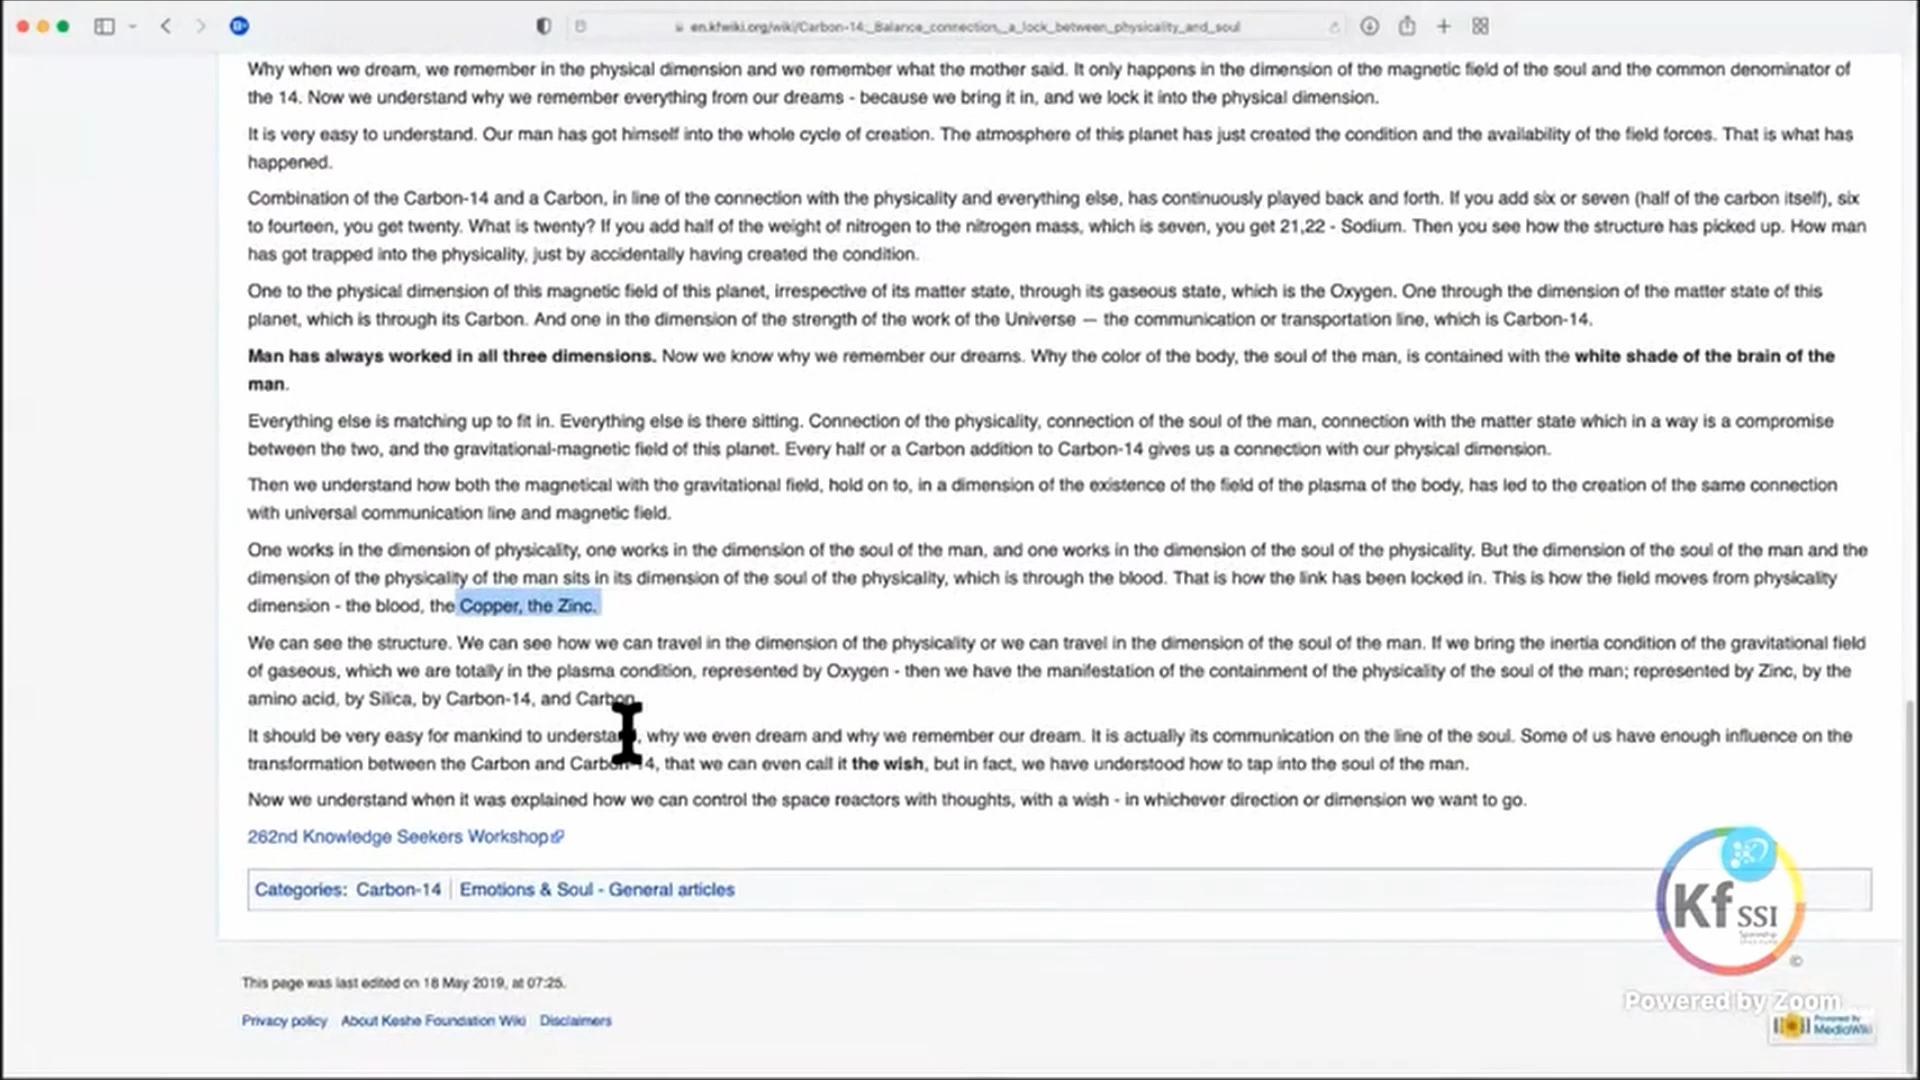 en.kfwiki.org/wiki/Carbon-14:_Balance_connection,_a_lock_between_physicality_and_soul
Why when we dream, we remember in the physical dimension and we remember what the mother said. It only happens in the dimension of the magnetic field of the soul and the common denominator of
the 14. Now we understand why we remember everything from our dreams - because we bring it in, and we lock it into the physical dimension.
It is very easy to understand. Our man has got himself into the whole cycle of creation. The atmosphere of this planet has just created the condition and the availability of the field forces. That is what has
happened.
Combination of the Carbon-14 and a Carbon, in line of the connection with the physicality and everything else, has continuously played back and forth. If you add six or seven (half of the carbon itself), six
to fourteen, you get twenty. What is twenty? If you add half of the weight of nitrogen to the nitrogen mass, which is seven, you get 21,22 - Sodium. Then you see how the structure has picked up. How man
has got trapped into the physicality, just by accidentally having created the condition.
One to the physical dimension of this magnetic field of this planet, irrespective of its matter state, through its gaseous state, which is the Oxygen. One through the dimension of the matter state of this
planet, which is through its Carbon. And one in the dimension of the strength of the work of the Universe — the communication or transportation line, which is Carbon-14.
Man has always worked in all three dimensions. Now we know why we remember our dreams. Why the color of the body, the soul of the man, is contained with the white shade of the brain of the
man.
Everything else is matching up to fit in. Everything else is there sitting. Connection of the physicality, connection of the soul of the man, connection with the matter state which in a way is a compromise
between the two, and the gravitational-magnetic field of this planet. Every half or a Carbon addition to Carbon-14 gives us a connection with our physical dimension.
Then we understand how both the magnetical with the gravitational field, hold on to, in a dimension of the existence of the field of the plasma of the body, has led to the creation of the same connection
with universal communication line and magnetic field.
One works in the dimension of physicality, one works in the dimension of the soul of the man, and one works in the dimension of the soul of the physicality. But the dimension of the soul of the man and the
dimension of the physicality of the man sits in its dimension of the soul of the physicality, which is through the blood. That is how the link has been locked in. This is how the field moves from physicality
dimension - the blood, the Copper, the Zinc.
We can see the structure. We can see how we can travel in the dimension of the physicality or we can travel in the dimension of the soul of the man. If we bring the inertia condition of the gravitational field
of gaseous, which we are totally in the plasma condition, represented by Oxygen - then we have the manifestation of the containment of the physicality of the soul of the man; represented by Zinc, by the
amino acid, by Silica, by Carbon-14, and Carbon.
It should be very easy for mankind to understand, why we even dream and why we remember our dream. It is actually its communication on the line of the soul. Some of us have enough influence on the
transformation between the Carbon and Carbon-14, that we can even call it the wish, but in fact, we have understood how to tap into the soul of the man.
Now we understand when it was explained how we can control the space reactors with thoughts, with a wish - in whichever direction or dimension we want to go.
262nd Knowledge Seekers Workshop
Categories: Carbon-14 | Emotions & Soul - General articles
Kf SSI
©
This page was last edited on 18 May 2019, at 07:25.
Powered by Zoom
Privacy policy About Keshe Foundation Wiki Disclaimers
Powered By
MediaWiki